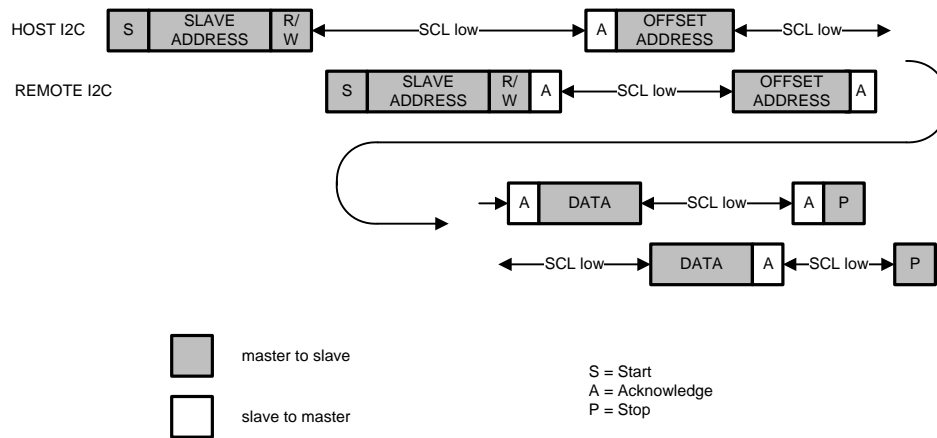 HOST I2C S SLAVE ADDRESS R/W SCL low A OFFSET ADDRESS SCL low
REMOTE I2C S SLAVE ADDRESS R/W A SCL low OFFSET ADDRESS A
A DATA SCL low A P
SCL low DATA A SCL low P
master to slave
slave to master
S = Start
A = Acknowledge
P = Stop